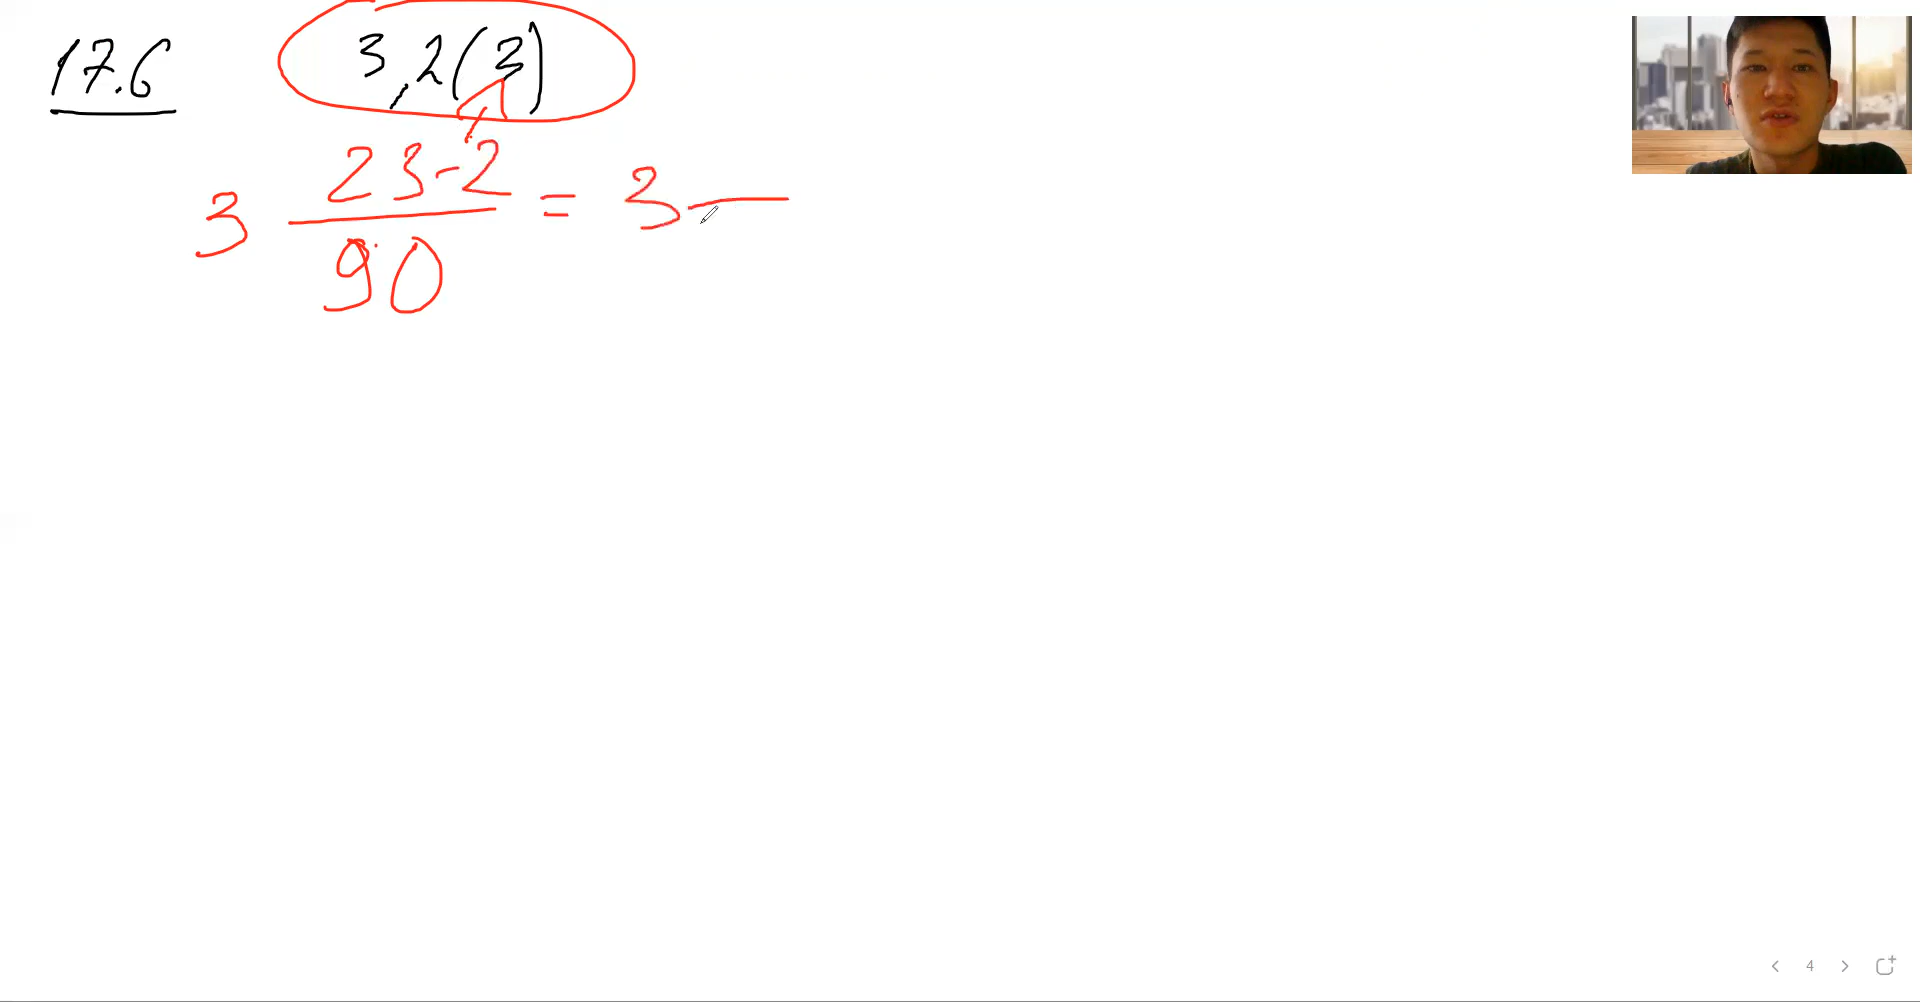 17.6 3,2(3)
3 23-2/90 = 3
4